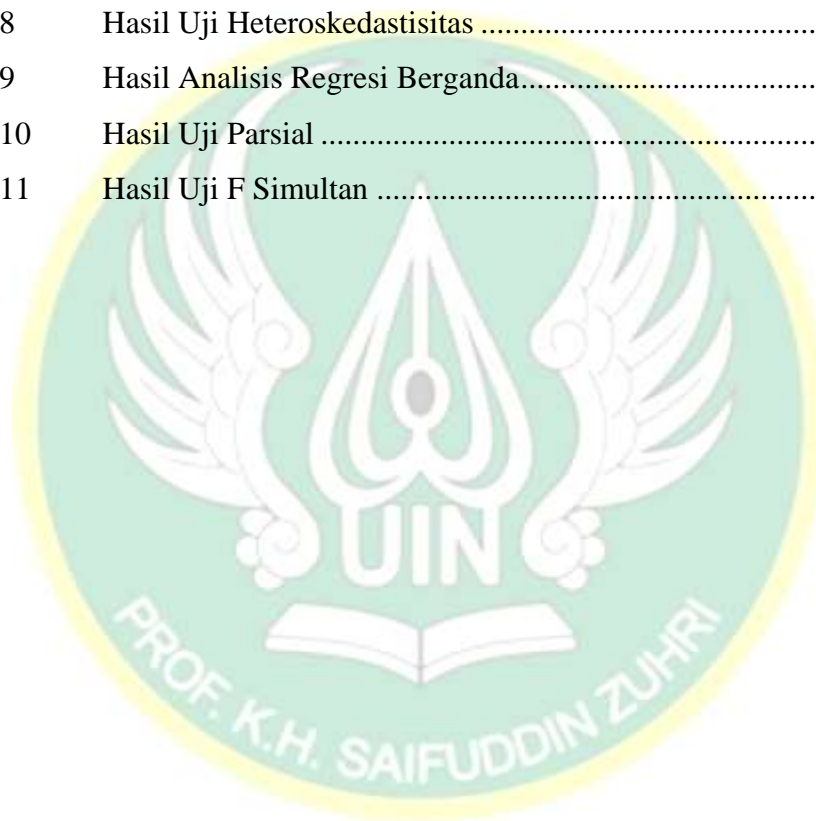 8 Hasil Uji Heteroskedastisitas ............................................
9 Hasil Analisis Regresi Berganda.......................................
10 Hasil Uji Parsial ................................................................
11 Hasil Uji F Simultan .........................................................
UIN
PROF. K.H. SAIFUDDIN ZUHRI